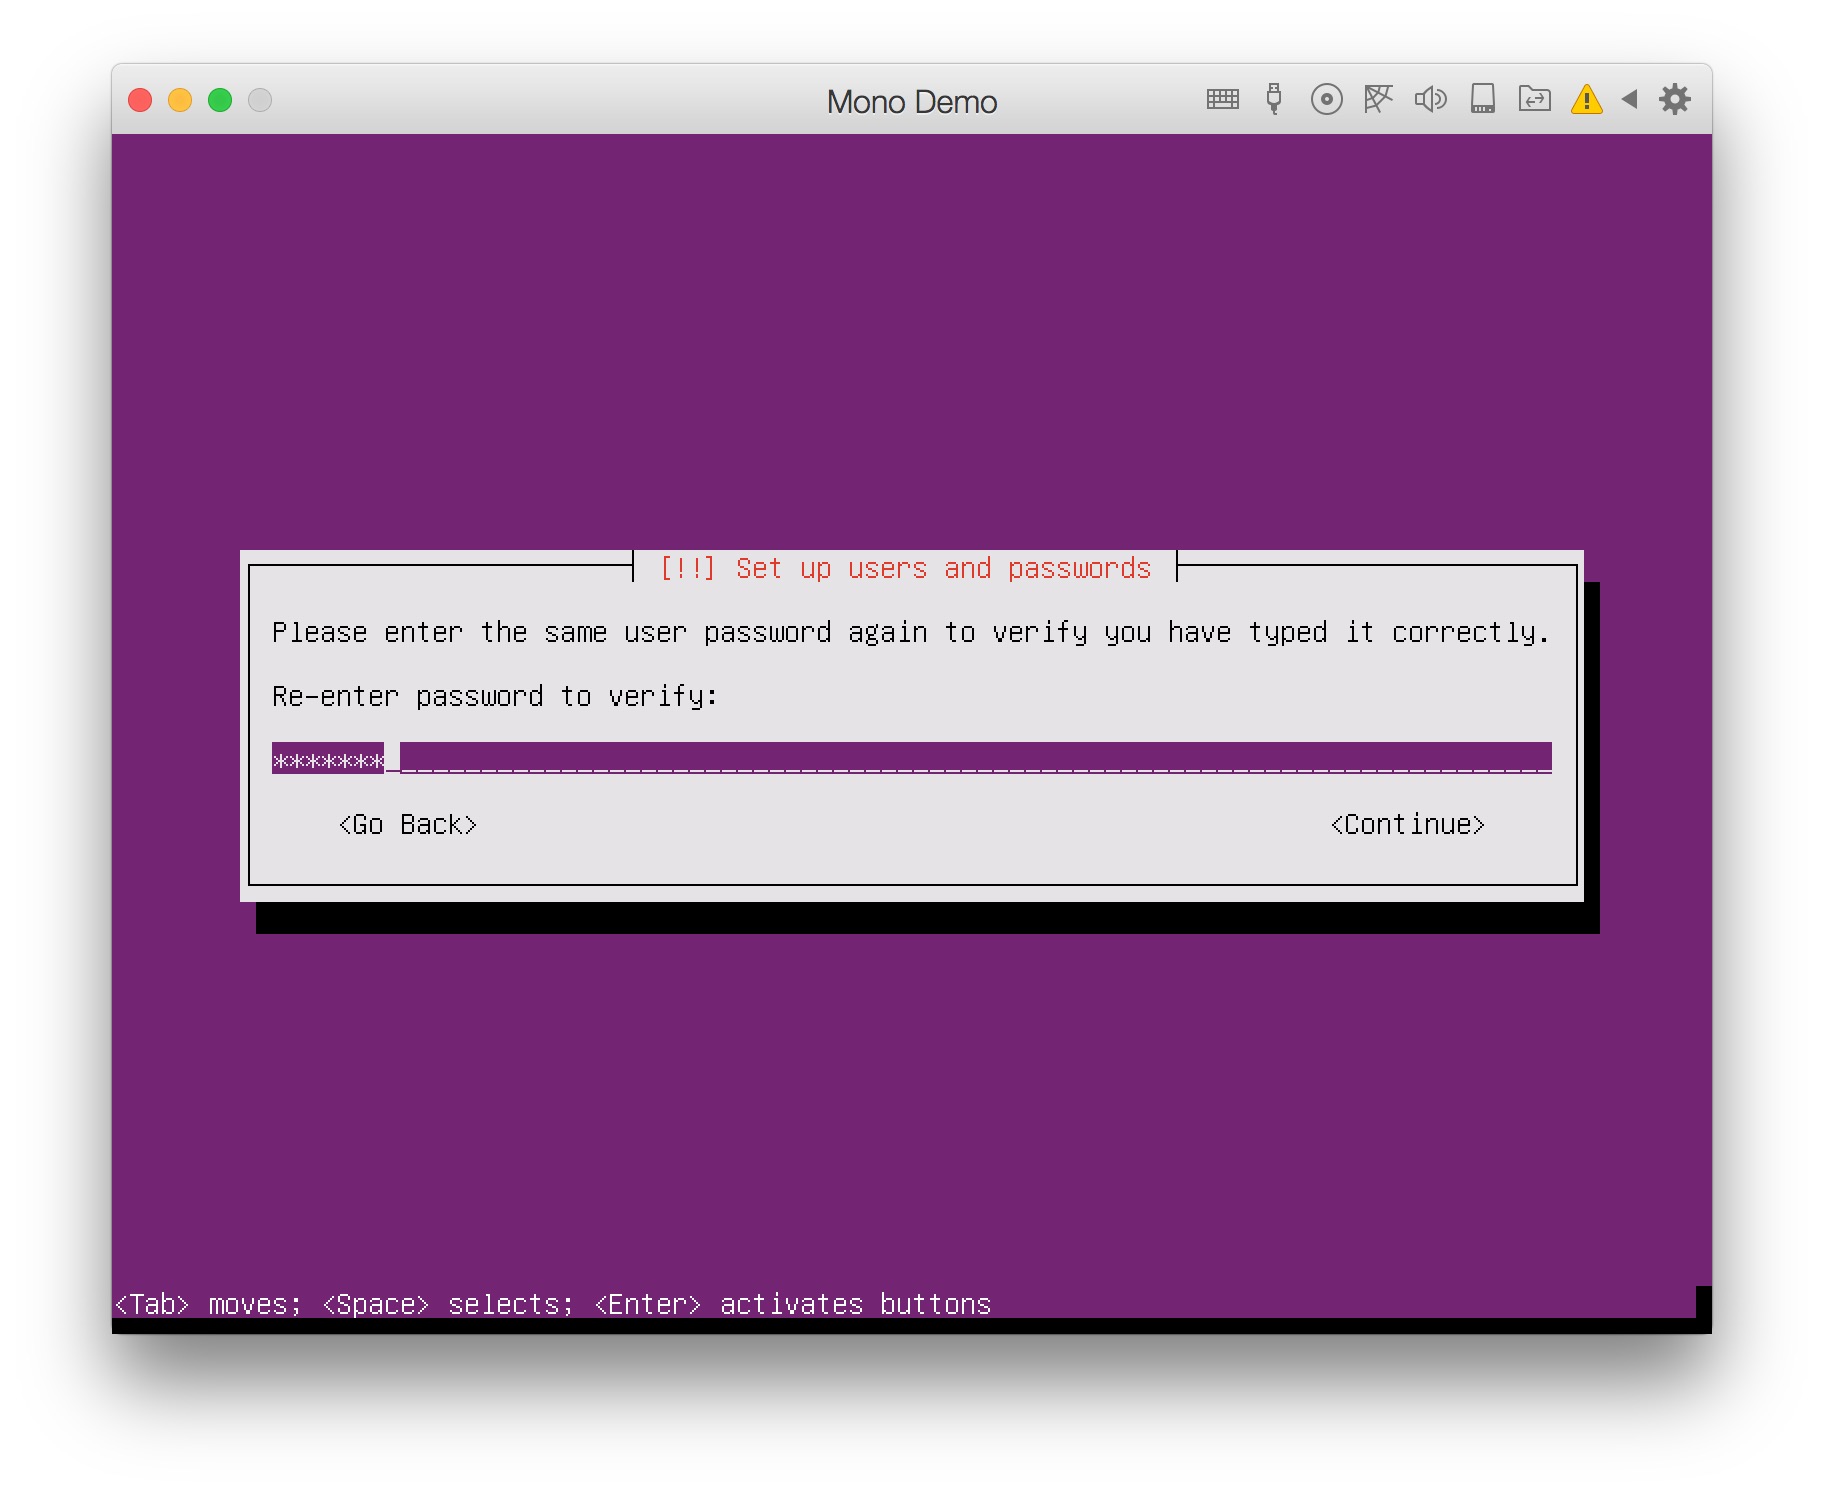 Mono Demo
[!!] Set up users and passwords
Please enter the same user password again to verify you have typed it correctly.
Re-enter password to verify:
*******
<Go Back> <Continue>
<Tab> moves; <Space> selects; <Enter> activates buttons